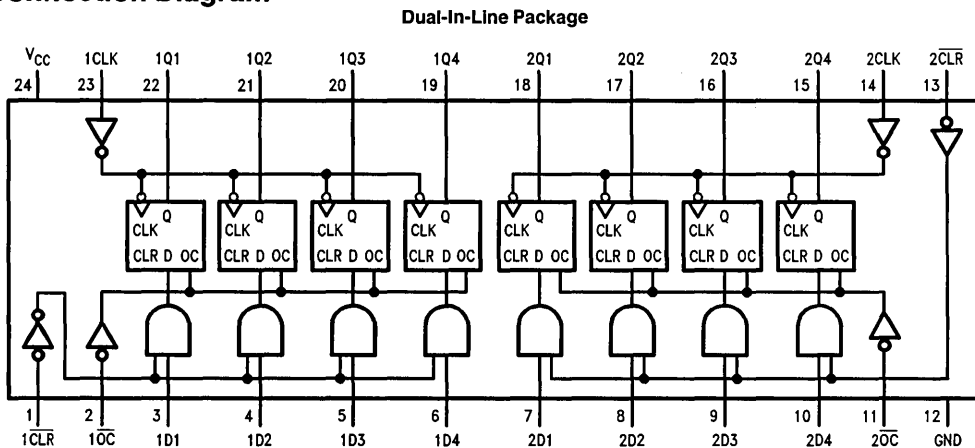 Dual-In-Line Package
VCC 1CLK 1Q1 1Q2 1Q3 1Q4 2Q1 2Q2 2Q3 2Q4 2CLK 2CLR
24 23 22 21 20 19 18 17 16 15 14 13
Q Q Q Q Q Q Q Q
CLK CLK CLK CLK CLK CLK CLK CLK
CLR D OC CLR D OC CLR D OC CLR D OC CLR D OC CLR D OC CLR D OC CLR D OC
1 2 3 4 5 6 7 8 9 10 11 12
1CLR 1OC 1D1 1D2 1D3 1D4 2D1 2D2 2D3 2D4 2OC GND